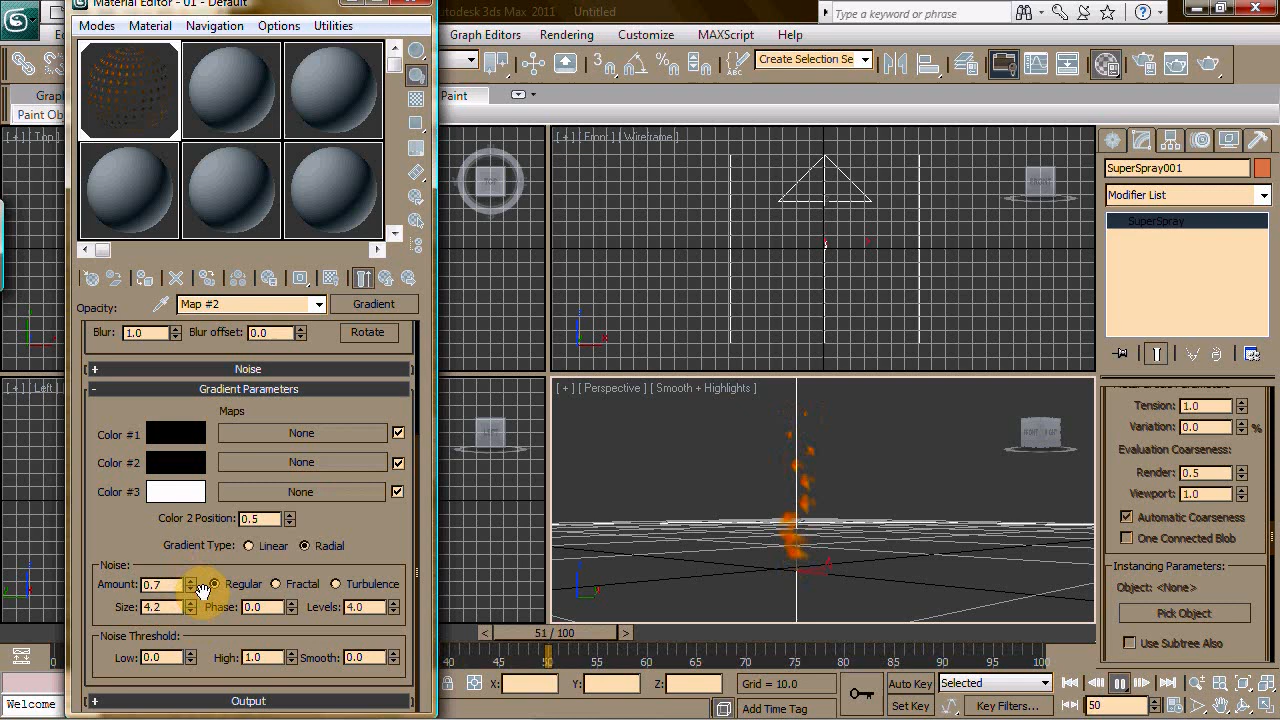 Material Editor - 01 - Default
Autodesk 3ds Max 2011 Untitled
Type a keyword or phrase
Modes Material Navigation Options Utilities
Graph Editors Rendering Customize MAXScript Help
Create Selection Se
Paint
Paint Obj
[ + ] [ Top ]
TOP
[ + ] [ Front ] [ Wireframe ]
FRONT
SuperSpray001
Modifier List
SuperSpray
Opacity: Map #2 Gradient
Blur: 1.0 Blur offset: 0.0 Rotate
+ Noise
- Gradient Parameters
Maps
Color #1 None
Color #2 None
Color #3 None
Color 2 Position: 0.5
Gradient Type: Linear Radial
Noise:
Amount: 0.7 Regular Fractal Turbulence
Size: 4.2 Phase: 0.0 Levels: 4.0
Noise Threshold:
Low: 0.0 High: 1.0 Smooth: 0.0
+ Output
[ + ] [ Left ]
LEFT
[ + ] [ Perspective ] [ Smooth + Highlights ]
Tension: 1.0
Variation: 0.0 %
Evaluation Coarseness:
Render: 0.5
Viewport: 1.0
Automatic Coarseness
One Connected Blob
Instancing Parameters:
Object: <None>
Pick Object
Use Subtree Also
< 51 / 100 >
0 40 45 50 55 60 65 70 75 80 85 90 95 100
Welcome
X: Y: Z: Grid = 10.0
Add Time Tag
Auto Key Selected
Set Key Key Filters... 50